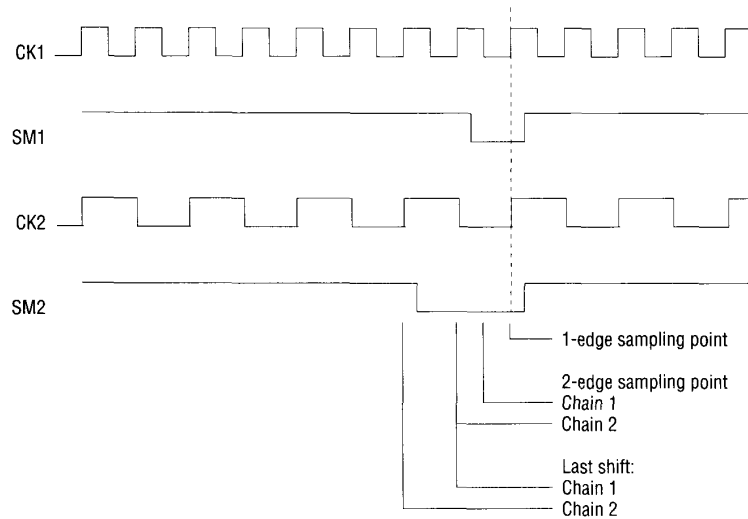 CK1
SM1
CK2
SM2
1-edge sampling point
2-edge sampling point
Chain 1
Chain 2
Last shift:
Chain 1
Chain 2